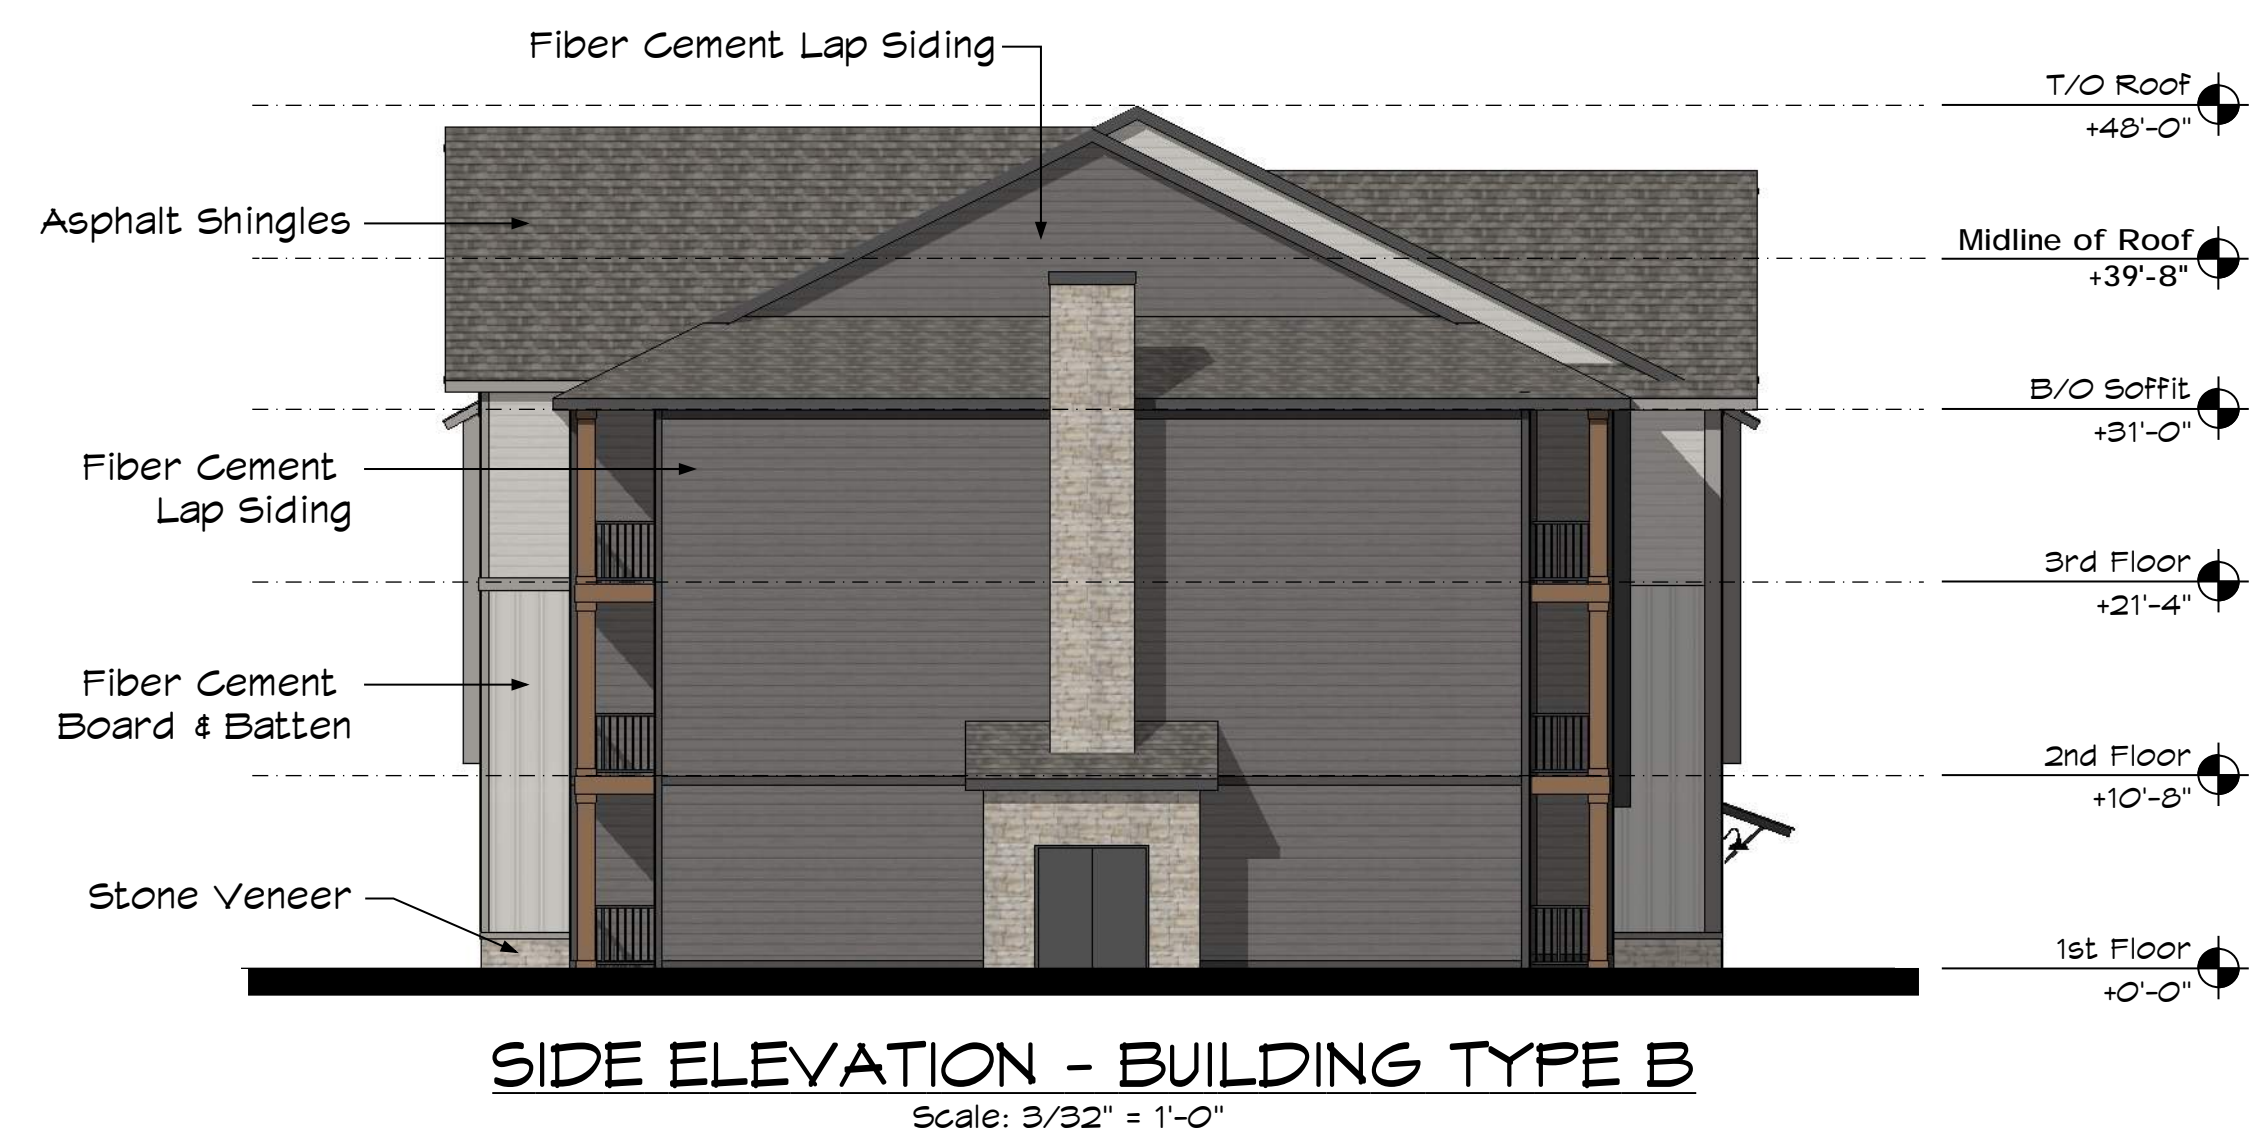 Fiber Cement Lap Siding
T/O Roof
+48'-0"
Asphalt Shingles
Midline of Roof
+39'-8"
B/O Soffit
+31'-0"
Fiber Cement
Lap Siding
3rd Floor
+21'-4"
Fiber Cement
Board & Batten
2nd Floor
+10'-8"
Stone Veneer
1st Floor
+0'-0"
SIDE ELEVATION - BUILDING TYPE B
Scale: 3/32" = 1'-0"